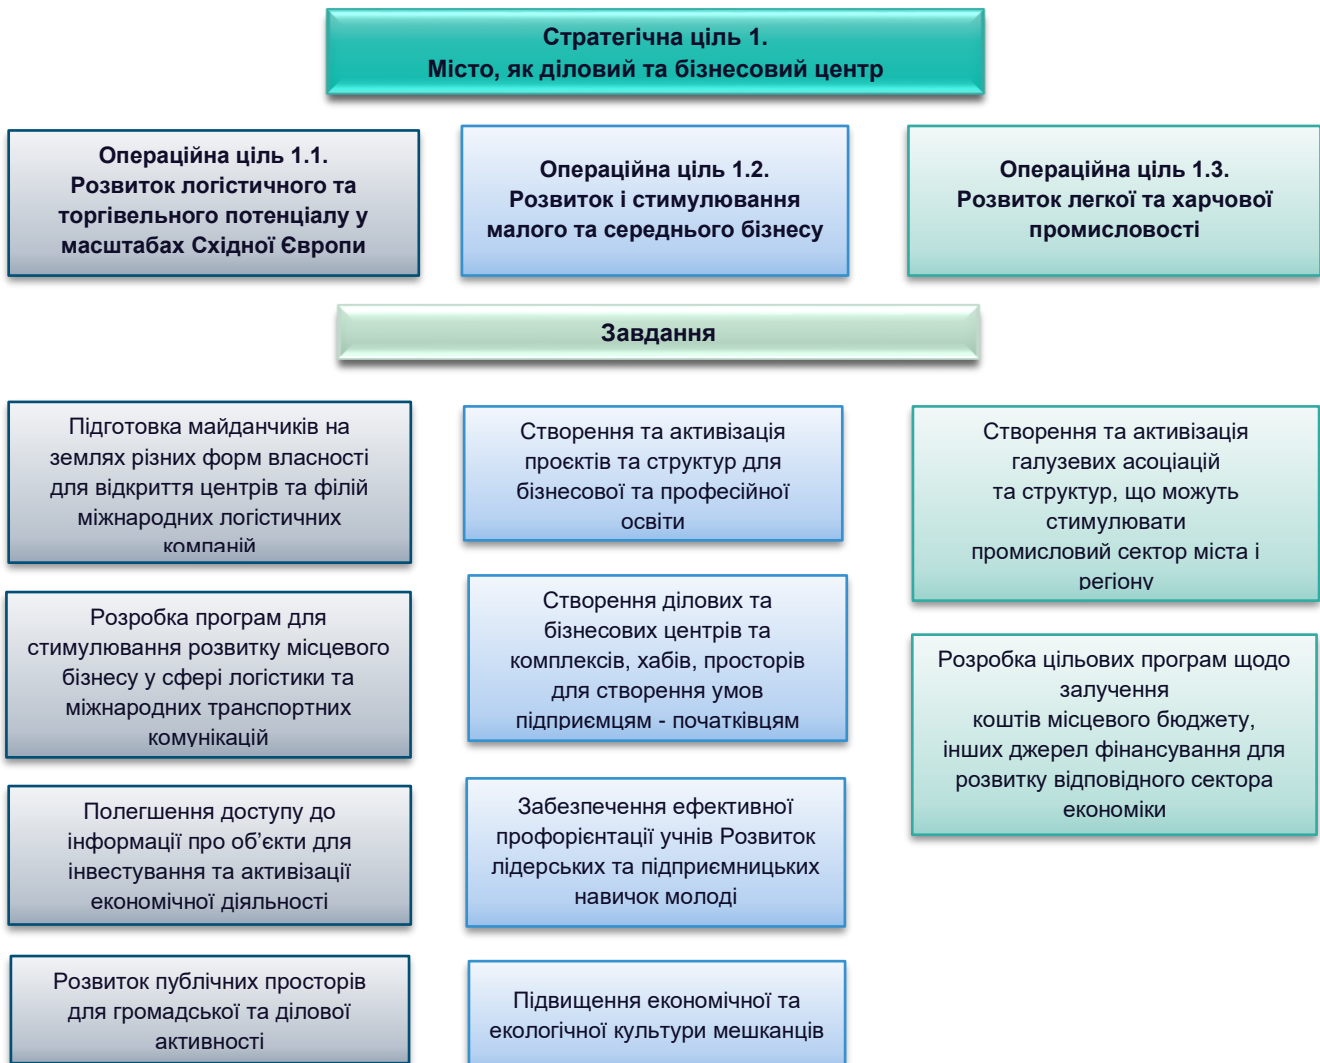 Стратегічна ціль 1.
Місто, як діловий та бізнесовий центр
Операційна ціль 1.1.
Розвиток логістичного та
торгівельного потенціалу у
масштабах Східної Європи
Операційна ціль 1.2.
Розвиток і стимулювання
малого та середнього бізнесу
Операційна ціль 1.3.
Розвиток легкої та харчової
промисловості
Завдання
Підготовка майданчиків на
землях різних форм власності
для відкриття центрів та філій
міжнародних логістичних
компаній
Розробка програм для
стимулювання розвитку місцевого
бізнесу у сфері логістики та
міжнародних транспортних
комунікацій
Полегшення доступу до
інформації про об’єкти для
інвестування та активізації
економічної діяльності
Розвиток публічних просторів
для громадської та ділової
активності
Створення та активізація
проєктів та структур для
бізнесової та професійної
освіти
Створення ділових та
бізнесових центрів та
комплексів, хабів, просторів
для створення умов
підприємцям - початківцям
Забезпечення ефективної
профорієнтації учнів Розвиток
лідерських та підприємницьких
навичок молоді
Підвищення економічної та
екологічної культури мешканців
Створення та активізація
галузевих асоціацій
та структур, що можуть
стимулювати
промисловий сектор міста і
регіону
Розробка цільових програм щодо
залучення
коштів місцевого бюджету,
інших джерел фінансування для
розвитку відповідного сектора
економіки